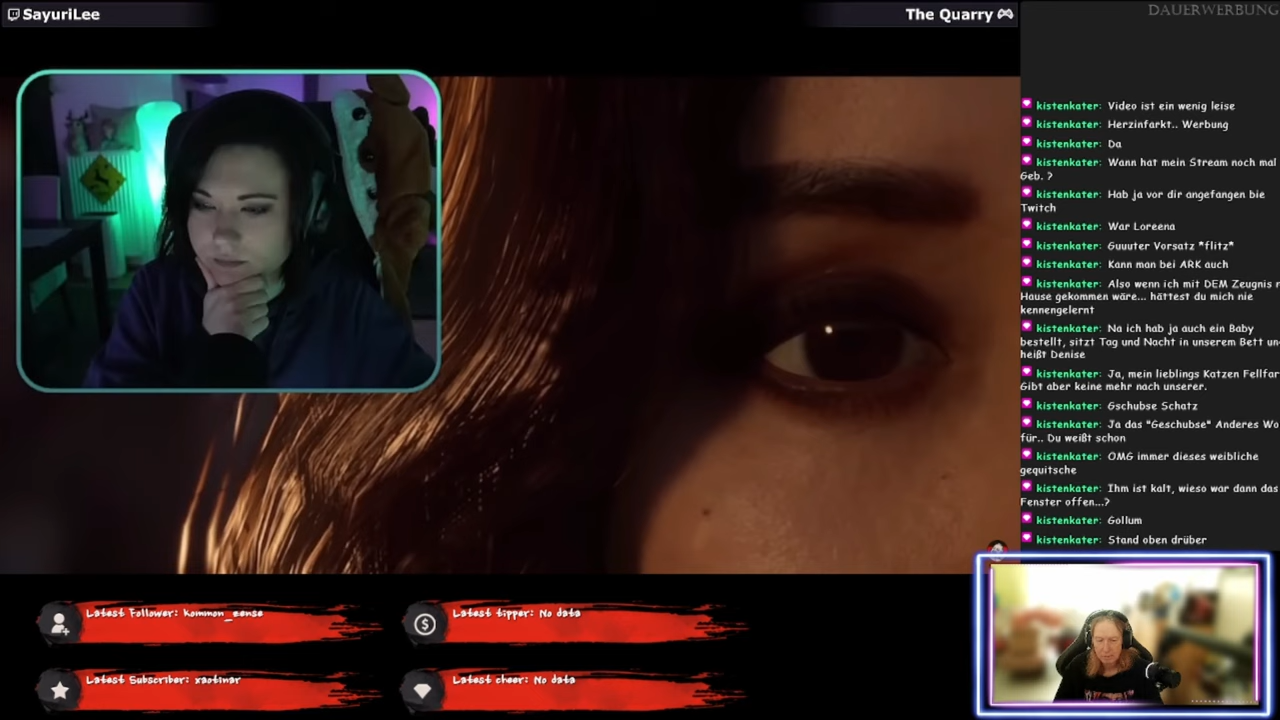 SayuriLee
The Quarry
DAUERWERBUNG
kistenkater: Video ist ein wenig leise
kistenkater: Herzinfarkt.. Werbung
kistenkater: Da
kistenkater: Wann hat mein Stream noch mal
Geb. ?
kistenkater: Hab ja vor dir angefangen bie
Twitch
kistenkater: War Loreena
kistenkater: Guuuter Vorsatz *flitz*
kistenkater: Kann man bei ARK auch
kistenkater: Also wenn ich mit DEM Zeugnis
Hause gekommen wäre... hättest du mich nie
kennengelernt
kistenkater: Na ich hab ja auch ein Baby
bestellt, sitzt Tag und Nacht in unserem Bett un
heißt Denise
kistenkater: Ja, mein lieblings Katzen Fellfar
Gibt aber keine mehr nach unserer.
kistenkater: Gschubse Schatz
kistenkater: Ja das "Geschubse" Anderes Wo
für.. Du weißt schon
kistenkater: OMG immer dieses weibliche
gequitsche
kistenkater: Ihm ist kalt, wieso war dann das
Fenster offen...?
kistenkater: Gollum
kistenkater: Stand oben drüber
Latest Follower: kommon_sense
Latest tipper: No data
Latest Subscriber: xaotinar
Latest cheer: No data